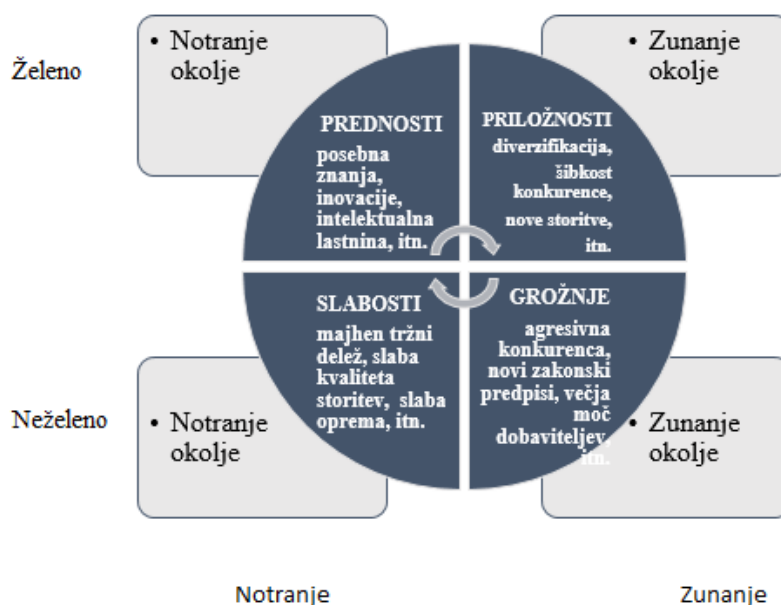 Želeno
• Notranje
okolje
• Zunanje
okolje
PREDNOSTI
posebna
znanja,
inovacije,
intelektualna
lastnina, itn.
PRILOŽNOSTI
diverzifikacija,
šibkost
konkurence,
nove storitve,
itn.
SLABOSTI
majhen tržni
delež, slaba
kvaliteta
storitev, slaba
oprema, itn.
GROŽNJE
agresivna
konkurenca,
novi zakonski
predpisi, večja
moč
dobaviteljev,
itn.
Neželeno
• Notranje
okolje
• Zunanje
okolje
Notranje
Zunanje